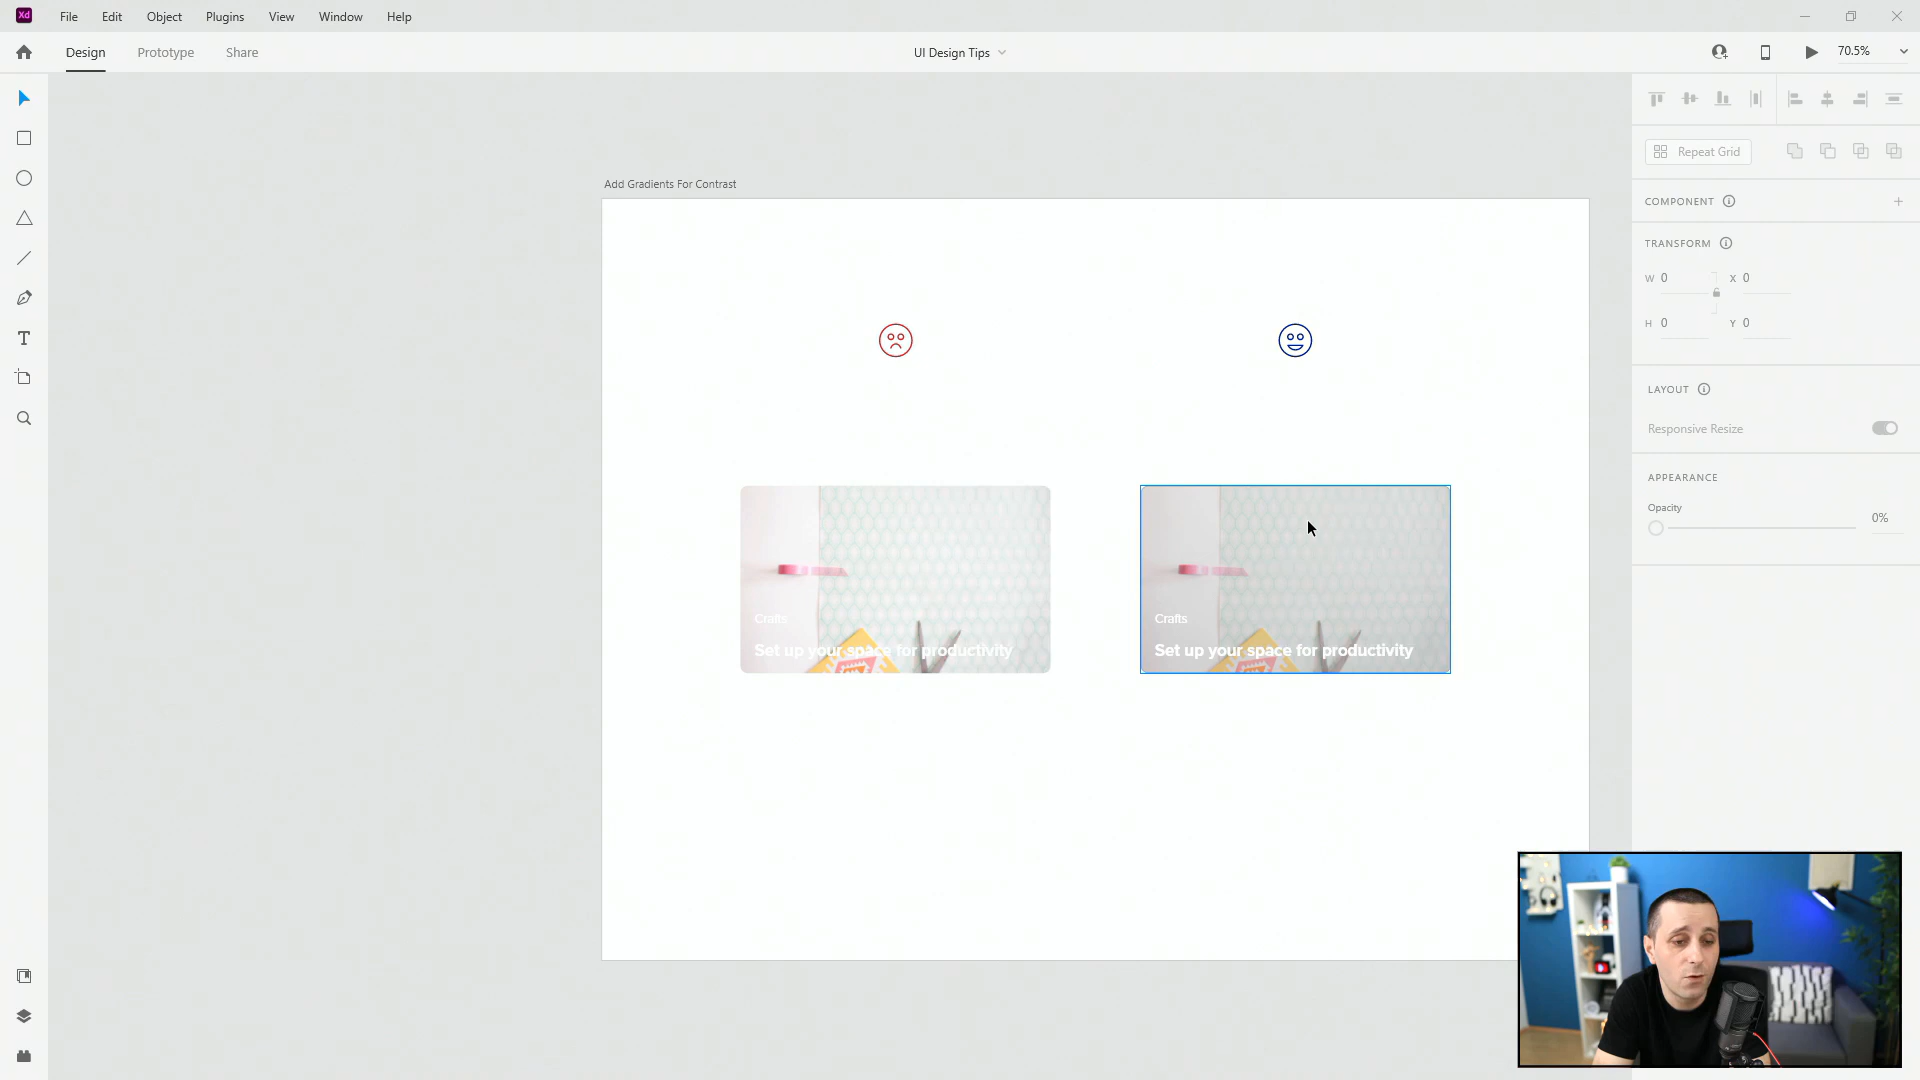 Xd
File Edit Object Plugins View Window Help
Design Prototype Share
UI Design Tips
70.5%
Repeat Grid
COMPONENT
TRANSFORM
W 0 X 0
H 0 Y 0
LAYOUT
Responsive Resize
APPEARANCE
Opacity
0%
Add Gradients For Contrast
Crafts
Set up your space for productivity
Crafts
Set up your space for productivity